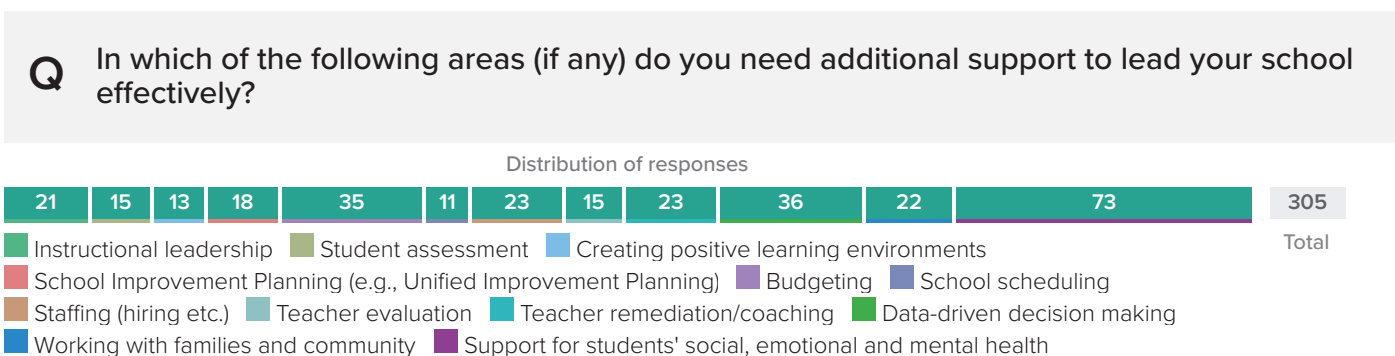 Q
In which of the following areas (if any) do you need additional support to lead your school
effectively?
Distribution of responses
21 15 13 18 35 11 23 15 23 36 22 73 305
Total
Instructional leadership Student assessment Creating positive learning environments
School Improvement Planning (e.g., Unified Improvement Planning) Budgeting School scheduling
Staffing (hiring etc.) Teacher evaluation Teacher remediation/coaching Data-driven decision making
Working with families and community Support for students' social, emotional and mental health